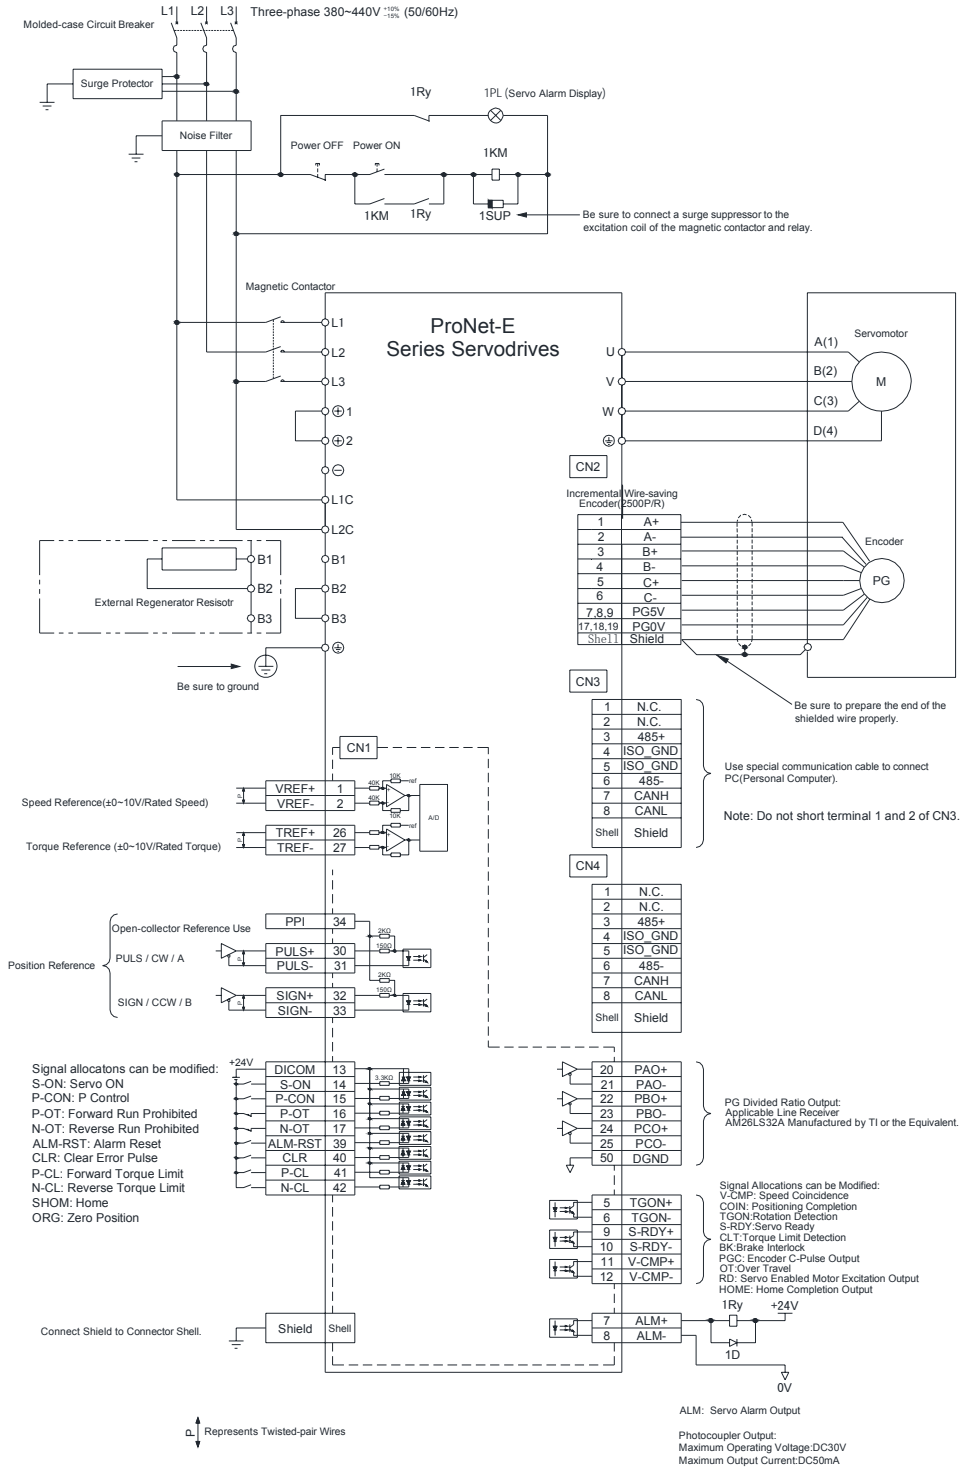 L1 L2 L3 Three-phase 380~440V +10% -15% (50/60Hz)
Molded-case Circuit Breaker
Surge Protector
Noise Filter
1Ry
1PL (Servo Alarm Display)
Power OFF Power ON
1KM
1KM 1Ry 1SUP
Be sure to connect a surge suppressor to the
excitation coil of the magnetic contactor and relay.
Magnetic Contactor
ProNet-E
Series Servodrives
L1
L2
L3
1
2
L1C
L2C
B1
B2
B3
External Regenerator Resisotr
B1
B2
B3
Be sure to ground
U
V
W
A(1)
B(2)
C(3)
D(4)
Servomotor
M
CN2
Incremental Wire-saving
Encoder(2500P/R)
1 A+
2 A-
3 B+
4 B-
5 C+
6 C-
7,8,9 PG5V
17,18,19 PG0V
Shell Shield
Encoder
PG
Be sure to prepare the end of the
shielded wire properly.
CN3
1 N.C.
2 N.C.
3 485+
4 ISO_GND
5 ISO_GND
6 485-
7 CANH
8 CANL
Shell Shield
Use special communication cable to connect
PC(Personal Computer).
Note: Do not short terminal 1 and 2 of CN3.
CN4
1 N.C.
2 N.C.
3 485+
4 ISO_GND
5 ISO_GND
6 485-
7 CANH
8 CANL
Shell Shield
CN1
Speed Reference(±0~10V/Rated Speed)
P
VREF+ 1
VREF- 2
40K
40K
10K
10K
ref
A/D
Torque Reference (±0~10V/Rated Torque)
P
TREF+ 26
TREF- 27
ref
Position Reference
Open-collector Reference Use
PULS / CW / A
SIGN / CCW / B
PPI 34
P
PULS+ 30
PULS- 31
2KΩ
150Ω
P
SIGN+ 32
SIGN- 33
2KΩ
150Ω
Signal allocatons can be modified:
S-ON: Servo ON
P-CON: P Control
P-OT: Forward Run Prohibited
N-OT: Reverse Run Prohibited
ALM-RST: Alarm Reset
CLR: Clear Error Pulse
P-CL: Forward Torque Limit
N-CL: Reverse Torque Limit
SHOM: Home
ORG: Zero Position
+24V
DICOM 13
S-ON 14
P-CON 15
P-OT 16
N-OT 17
ALM-RST 39
CLR 40
P-CL 41
N-CL 42
3.3KΩ
20 PAO+
21 PAO-
22 PBO+
23 PBO-
24 PCO+
25 PCO-
50 DGND
PG Divided Ratio Output:
Applicable Line Receiver
AM26LS32A Manufactured by TI or the Equivalent.
5 TGON+
6 TGON-
9 S-RDY+
10 S-RDY-
11 V-CMP+
12 V-CMP-
Signal Allocations can be Modified:
V-CMP: Speed Coincidence
COIN: Positioning Completion
TGON:Rotation Detection
S-RDY:Servo Ready
CLT:Torque Limit Detection
BK:Brake Interlock
PGC: Encoder C-Pulse Output
OT:Over Travel
RD: Servo Enabled Motor Excitation Output
HOME: Home Completion Output
Connect Shield to Connector Shell.
Shield Shell
7 ALM+
8 ALM-
1Ry
+24V
1D
0V
ALM: Servo Alarm Output
P Represents Twisted-pair Wires
Photocoupler Output:
Maximum Operating Voltage:DC30V
Maximum Output Current:DC50mA